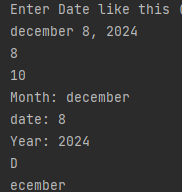 Enter Date like this (
december 8, 2024
8
10
Month: december
date: 8
Year: 2024
D
ecember